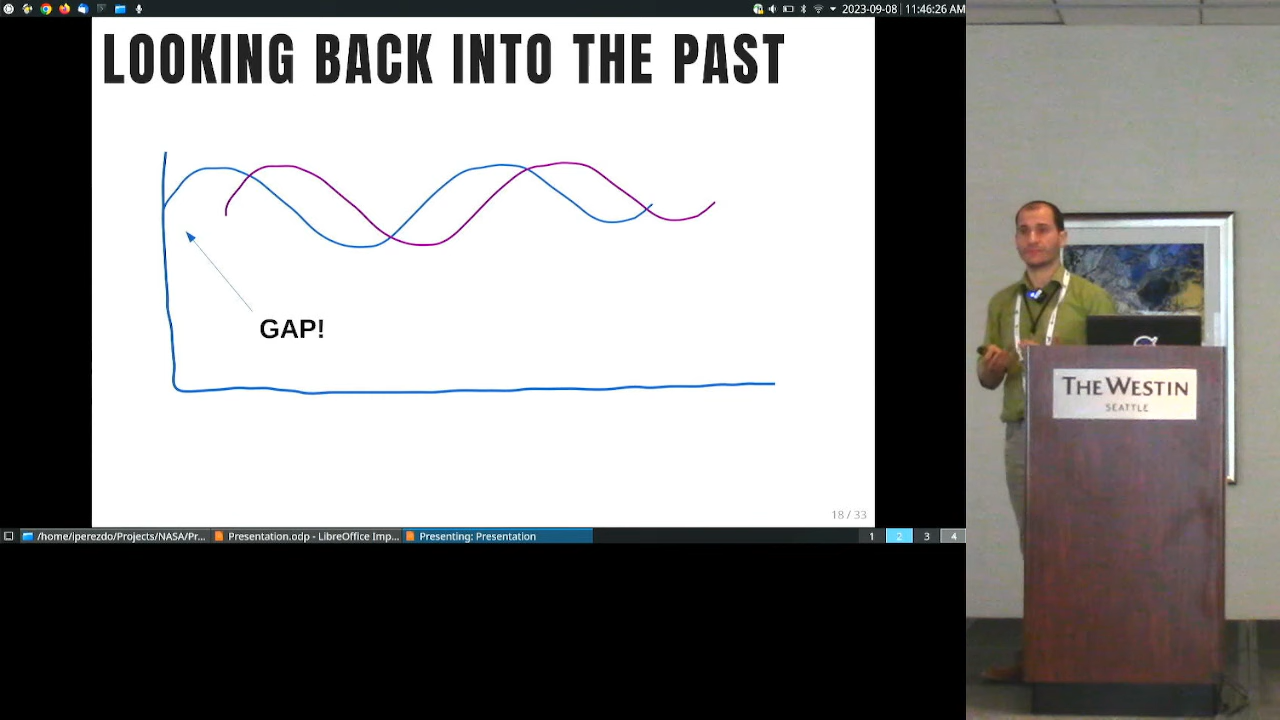 2023-09-08 11:46:26 AM
LOOKING BACK INTO THE PAST
GAP!
18 / 33
/home/iperezdo/Projects/NASA/Pr... Presentation.odp - LibreOffice Imp... Presenting: Presentation 1 2 3 4
THE WESTIN
SEATTLE